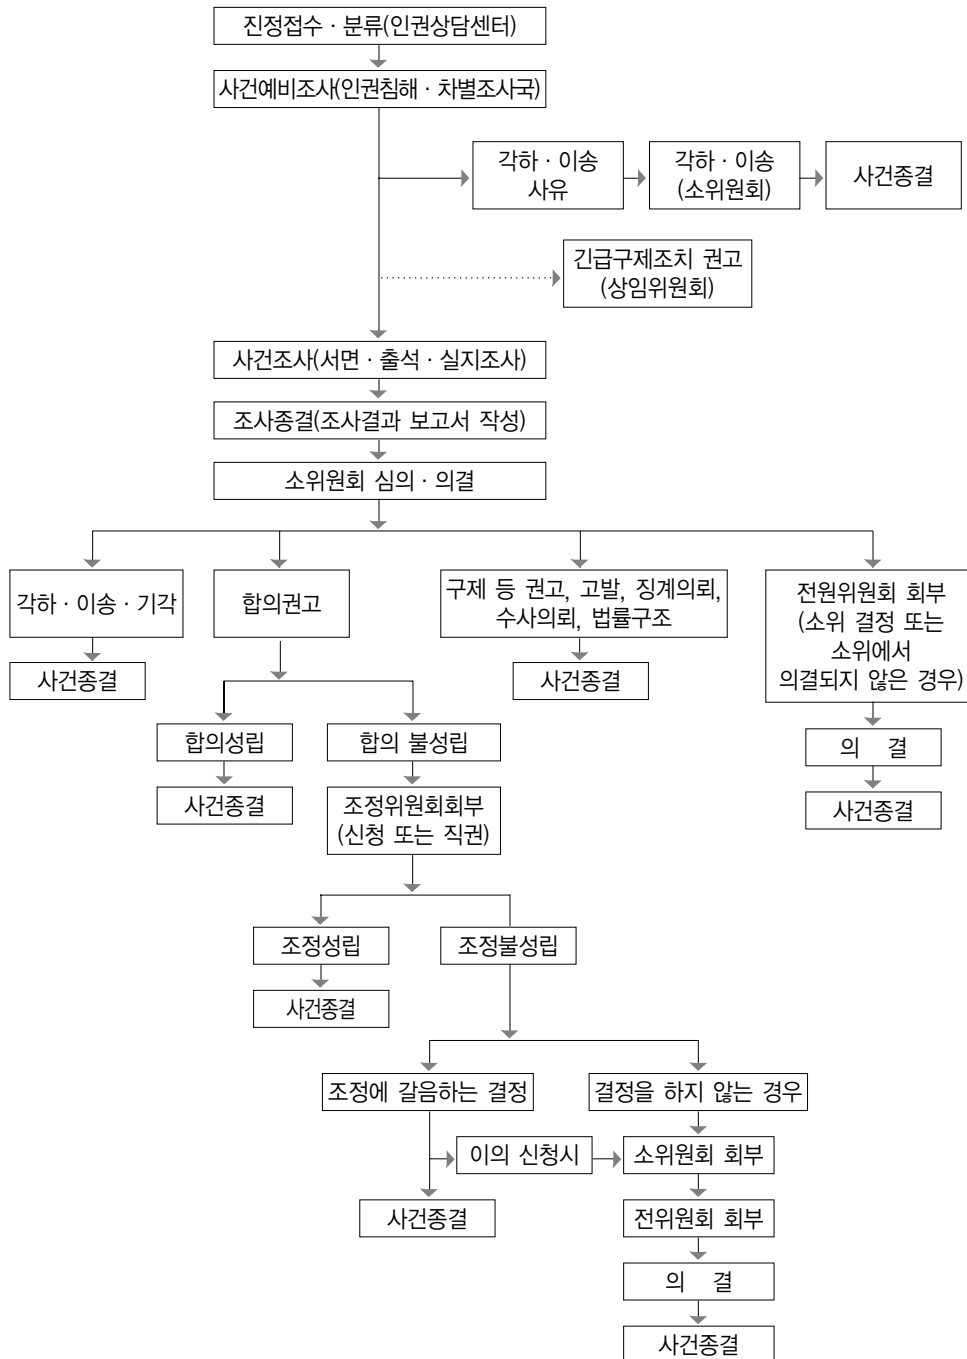 진정접수 · 분류(인권상담센터)
사건예비조사(인권침해 · 차별조사국)
각하 · 이송
사유
각하 · 이송
(소위원회)
사건종결
긴급구제조치 권고
(상임위원회)
사건조사(서면 · 출석 · 실지조사)
조사종결(조사결과 보고서 작성)
소위원회 심의 · 의결
각하 · 이송 · 기각
사건종결
합의권고
구제 등 권고, 고발, 징계의뢰,
수사의뢰, 법률구조
사건종결
전원위원회 회부
(소위 결정 또는
소위에서
의결되지 않은 경우)
의 결
사건종결
합의성립
사건종결
합의 불성립
조정위원회회부
(신청 또는 직권)
조정성립
사건종결
조정불성립
조정에 갈음하는 결정
결정을 하지 않는 경우
이의 신청시
소위원회 회부
사건종결
전위원회 회부
의 결
사건종결